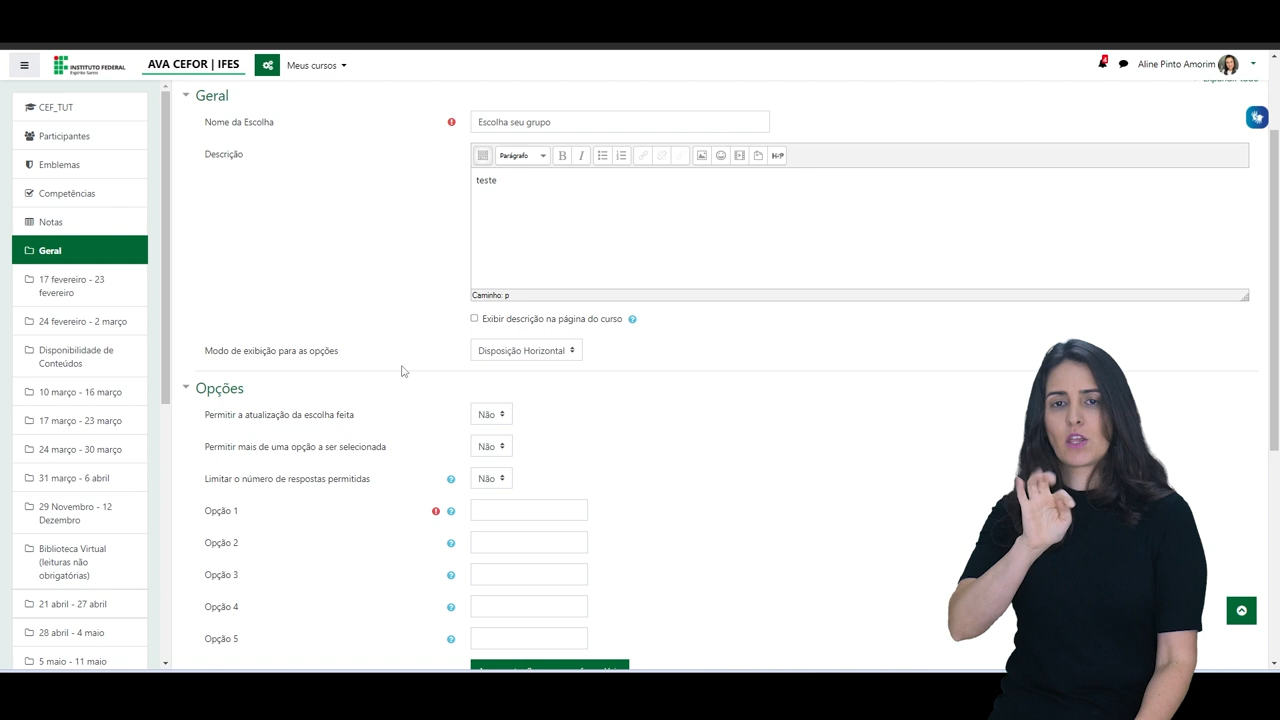 INSTITUTO FEDERAL
Espírito Santo
AVA CEFOR | IFES
Meus cursos
Aline Pinto Amorim
CEF_TUT
Participantes
Emblemas
Competências
Notas
Geral
17 fevereiro - 23
fevereiro
24 fevereiro - 2 março
Disponibilidade de
Conteúdos
10 março - 16 março
17 março - 23 março
24 março - 30 março
31 março - 6 abril
29 Novembro - 12
Dezembro
Biblioteca Virtual
(leituras não
obrigatórias)
21 abril - 27 abril
28 abril - 4 maio
5 maio - 11 maio
Expandir tudo
Geral
Nome da Escolha
Escolha seu grupo
Descrição
Parágrafo
B I
H-P
teste
Caminho: p
Exibir descrição na página do curso
Modo de exibição para as opções
Disposição Horizontal
Opções
Permitir a atualização da escolha feita
Não
Permitir mais de uma opção a ser selecionada
Não
Limitar o número de respostas permitidas
Não
Opção 1
Opção 2
Opção 3
Opção 4
Opção 5